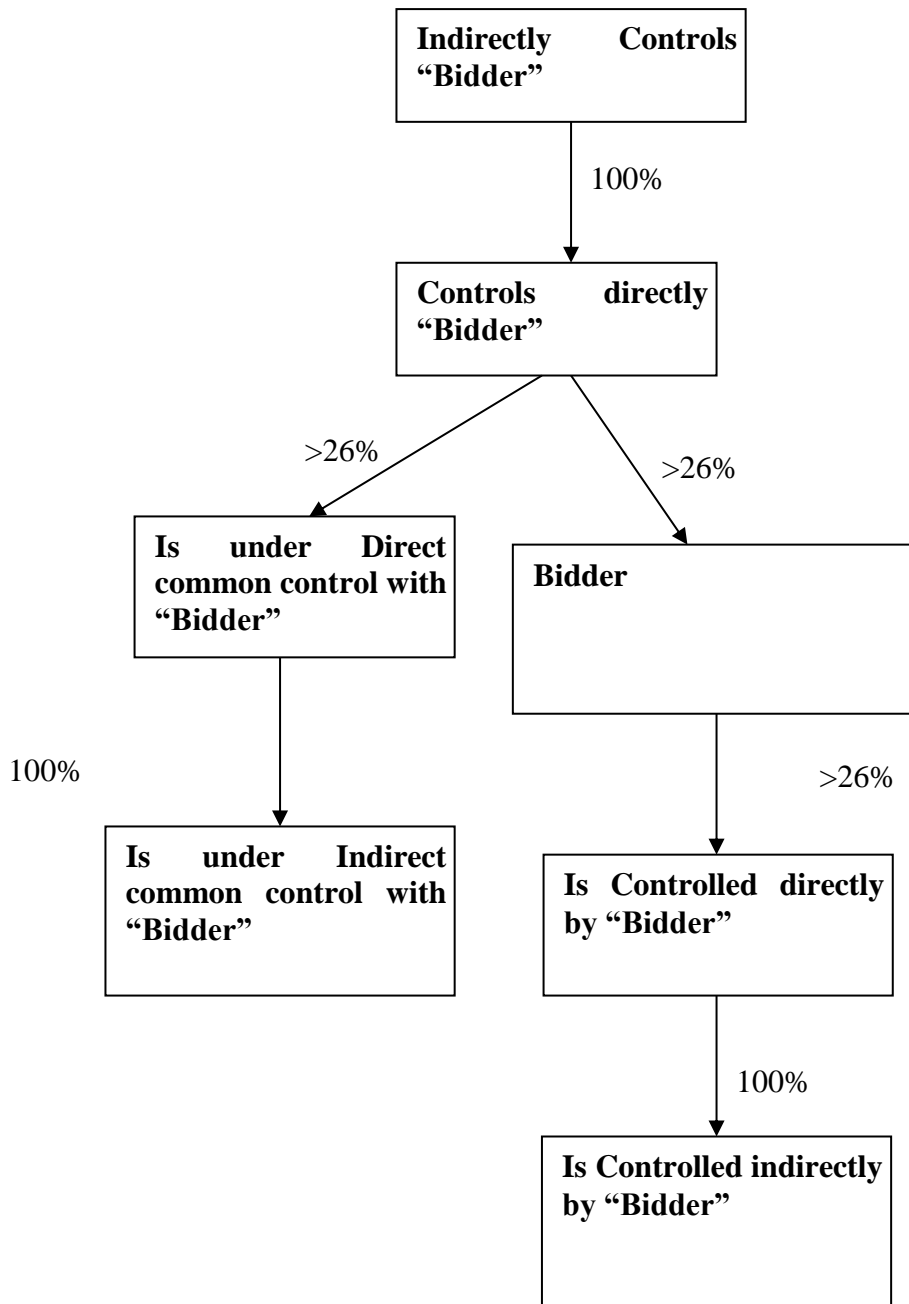 Indirectly Controls
“Bidder”
100%
Controls directly
“Bidder”
>26%
>26%
Is under Direct
common control with
“Bidder”
Bidder
100%
>26%
Is under Indirect
common control with
“Bidder”
Is Controlled directly
by “Bidder”
100%
Is Controlled indirectly
by “Bidder”